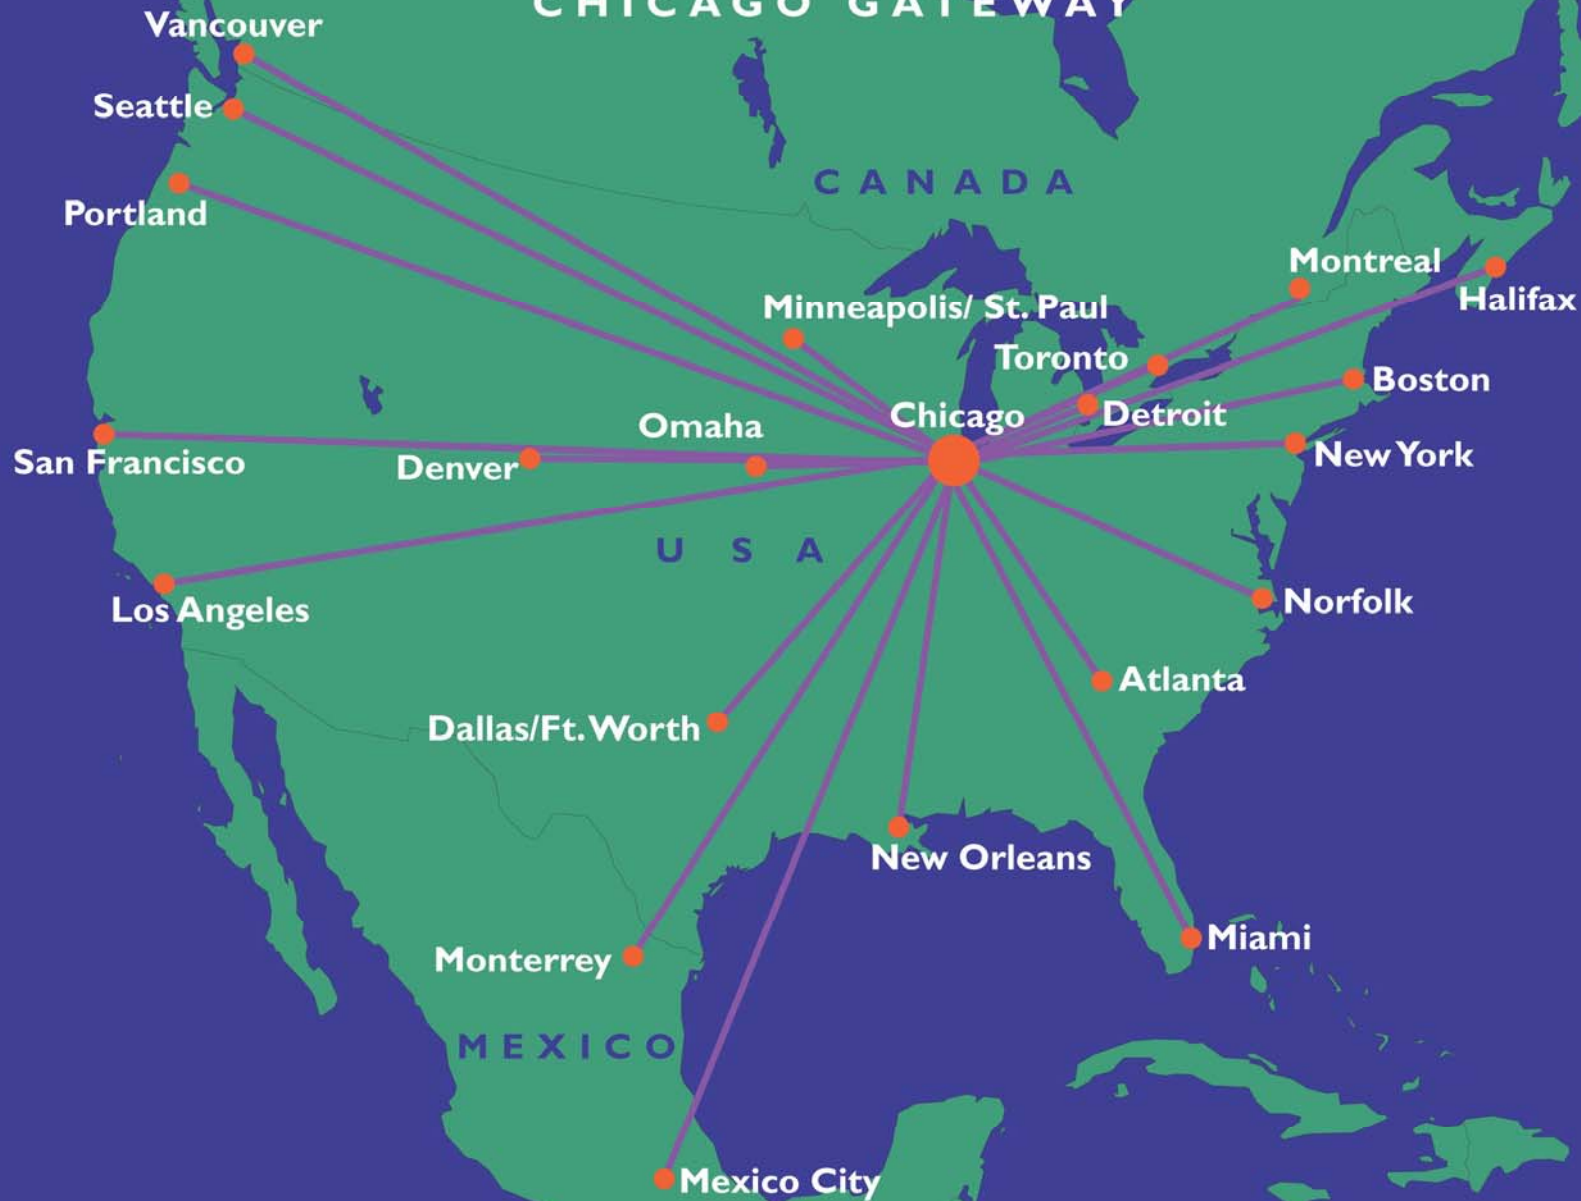 CHICAGO GATEWAY
Vancouver
Seattle
CANADA
Portland
Montreal
Halifax
Minneapolis/ St. Paul
Toronto
Boston
Chicago
Detroit
Omaha
New York
San Francisco
Denver
USA
Los Angeles
Norfolk
Atlanta
Dallas/Ft. Worth
New Orleans
Miami
Monterrey
MEXICO
Mexico City